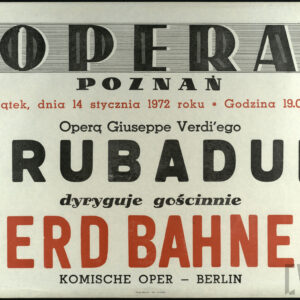 OPERA
POZNAŃ
iątek, dnia 14 stycznia 1972 roku • Godzina 19.0
Operą Giuseppe Verdi'ego
RUBADU
dyryguje gościnnie
ERD BAHNE
KOMISCHE OPER – BERLIN